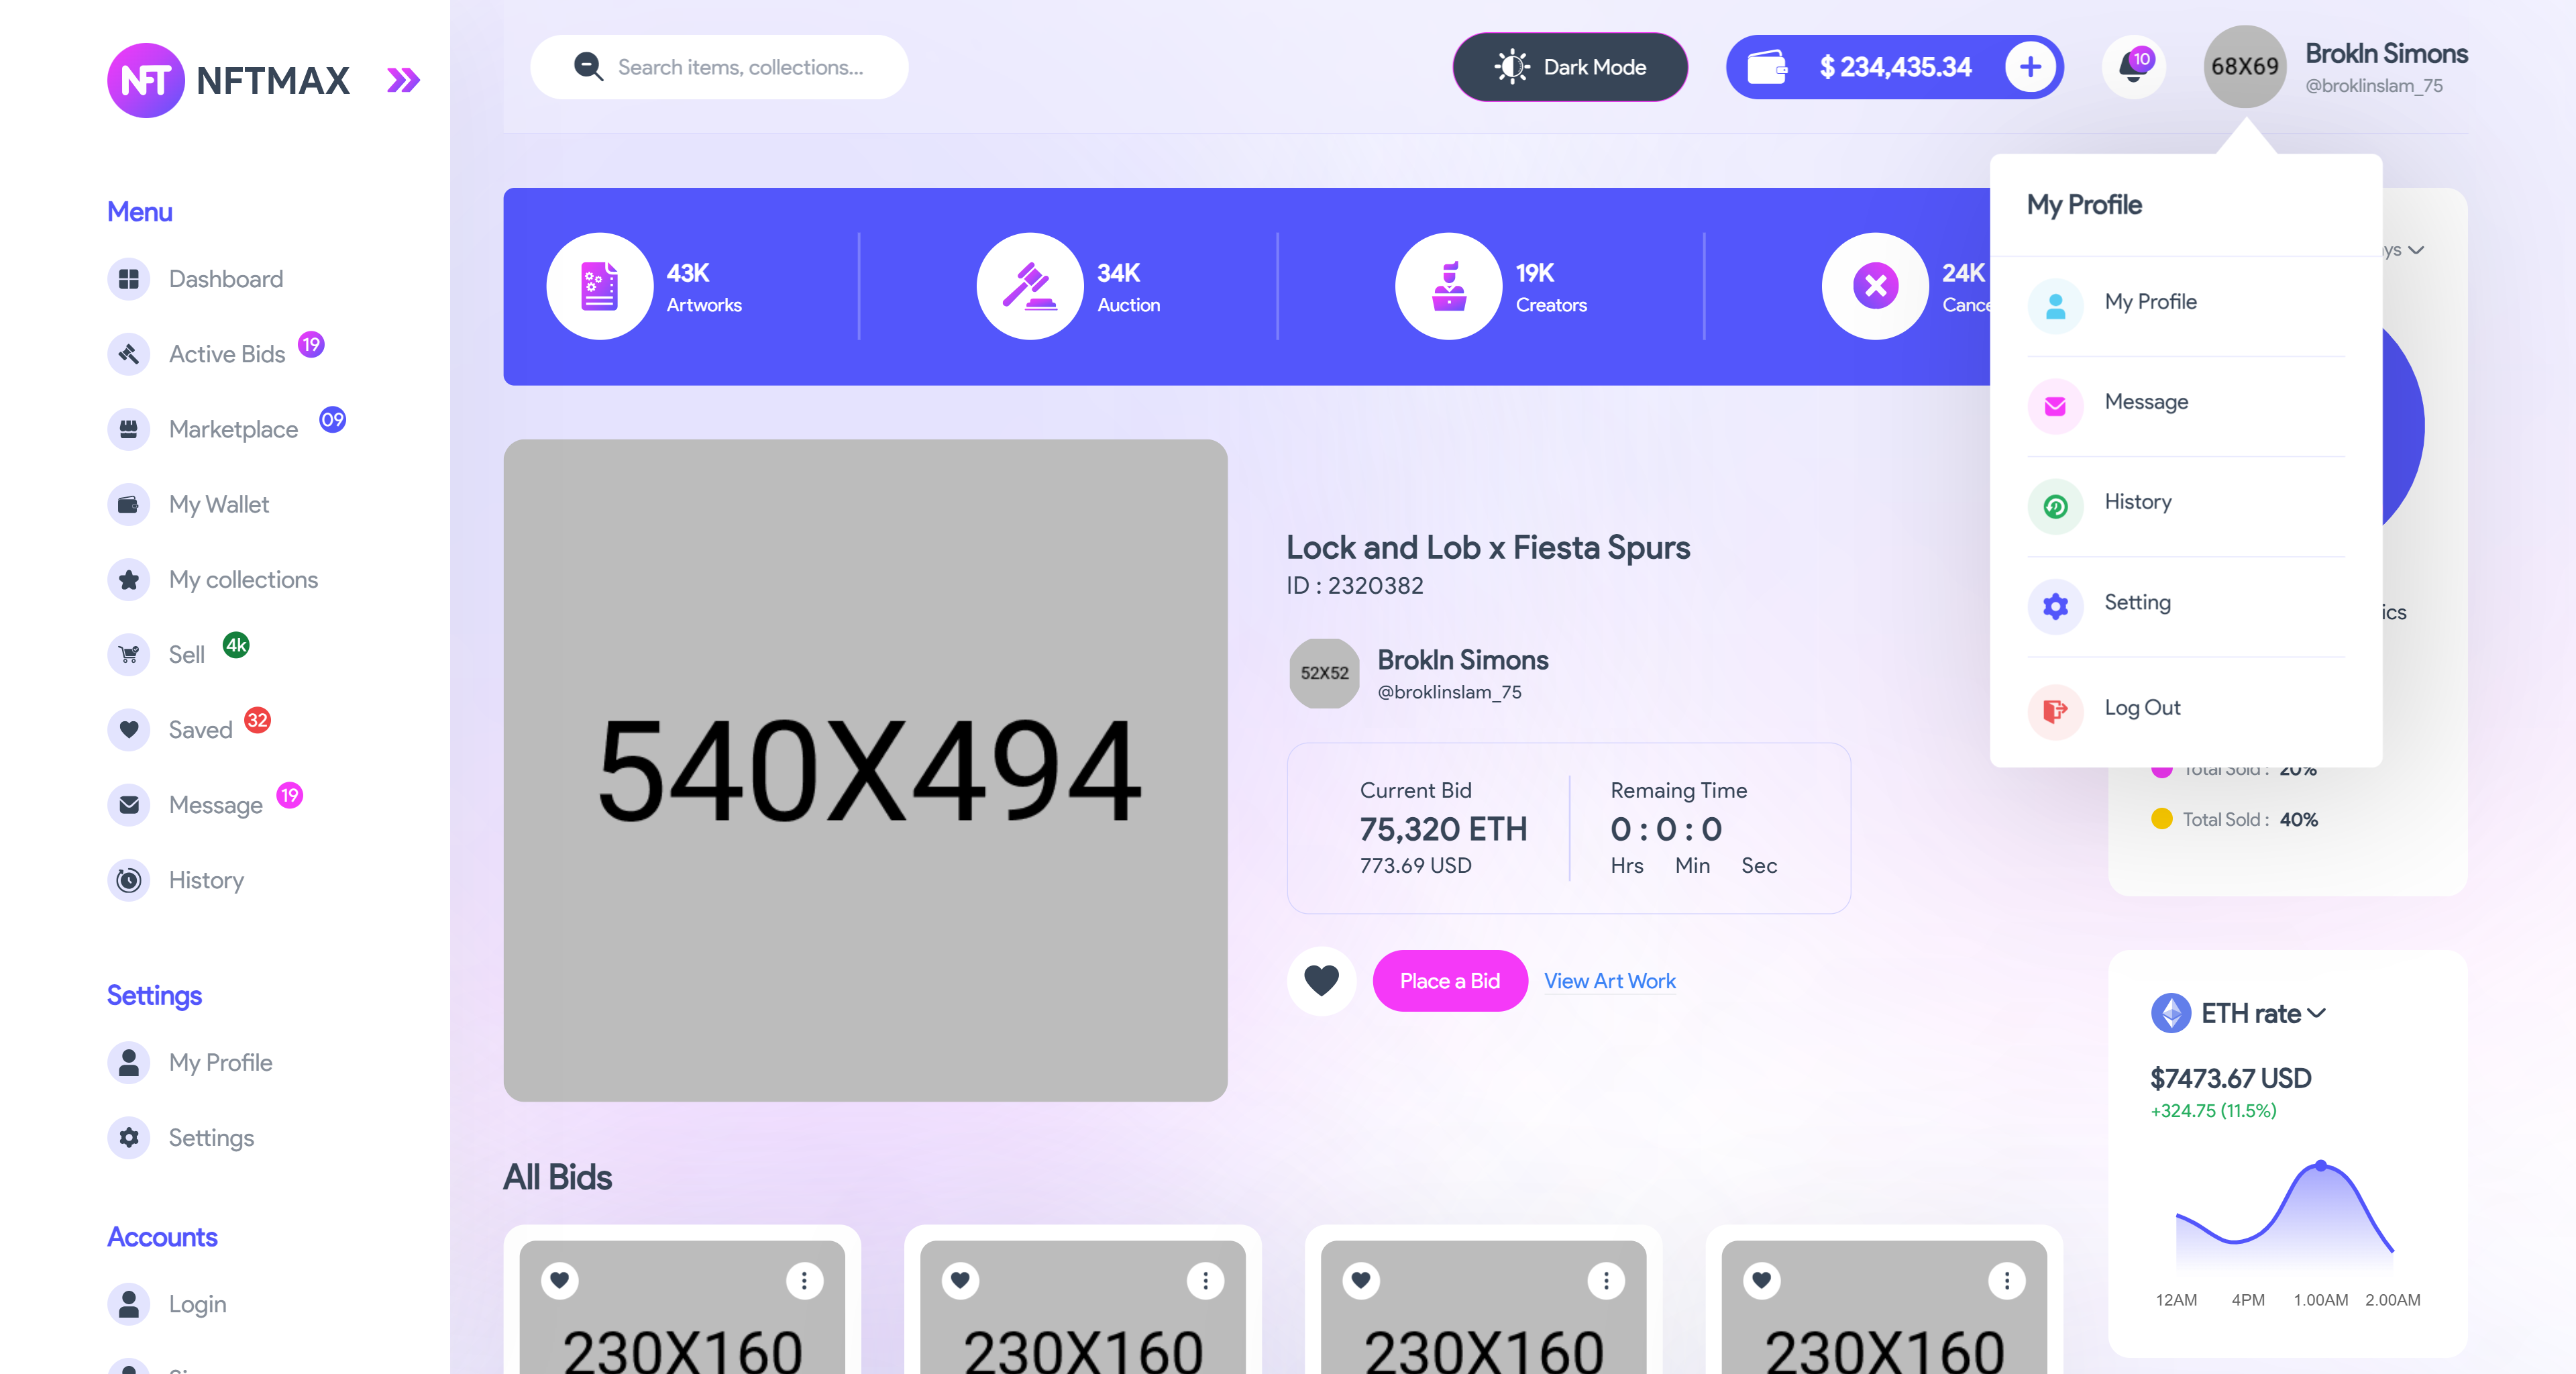 NFT NFTMAX
Menu
Dashboard
Active Bids 19
Marketplace 09
My Wallet
My collections
Sell 4k
Saved 32
Message 19
History
Settings
My Profile
Settings
Accounts
Login
Search items, collections...
Dark Mode
$ 234,435.34
10
68X69
Brokln Simons
@broklinslam_75
43K
Artworks
34K
Auction
19K
Creators
24K
Cance
My Profile
My Profile
Message
History
Setting
Log Out
ys
ics
Total Sold : 20%
Total Sold : 40%
540X494
Lock and Lob x Fiesta Spurs
ID : 2320382
52X52
Brokln Simons
@broklinslam_75
Current Bid
75,320 ETH
773.69 USD
Remaing Time
0 : 0 : 0
Hrs Min Sec
Place a Bid
View Art Work
ETH rate
$7473.67 USD
+324.75 (11.5%)
12AM 4PM 1.00AM 2.00AM
All Bids
230X160
230X160
230X160
230X160